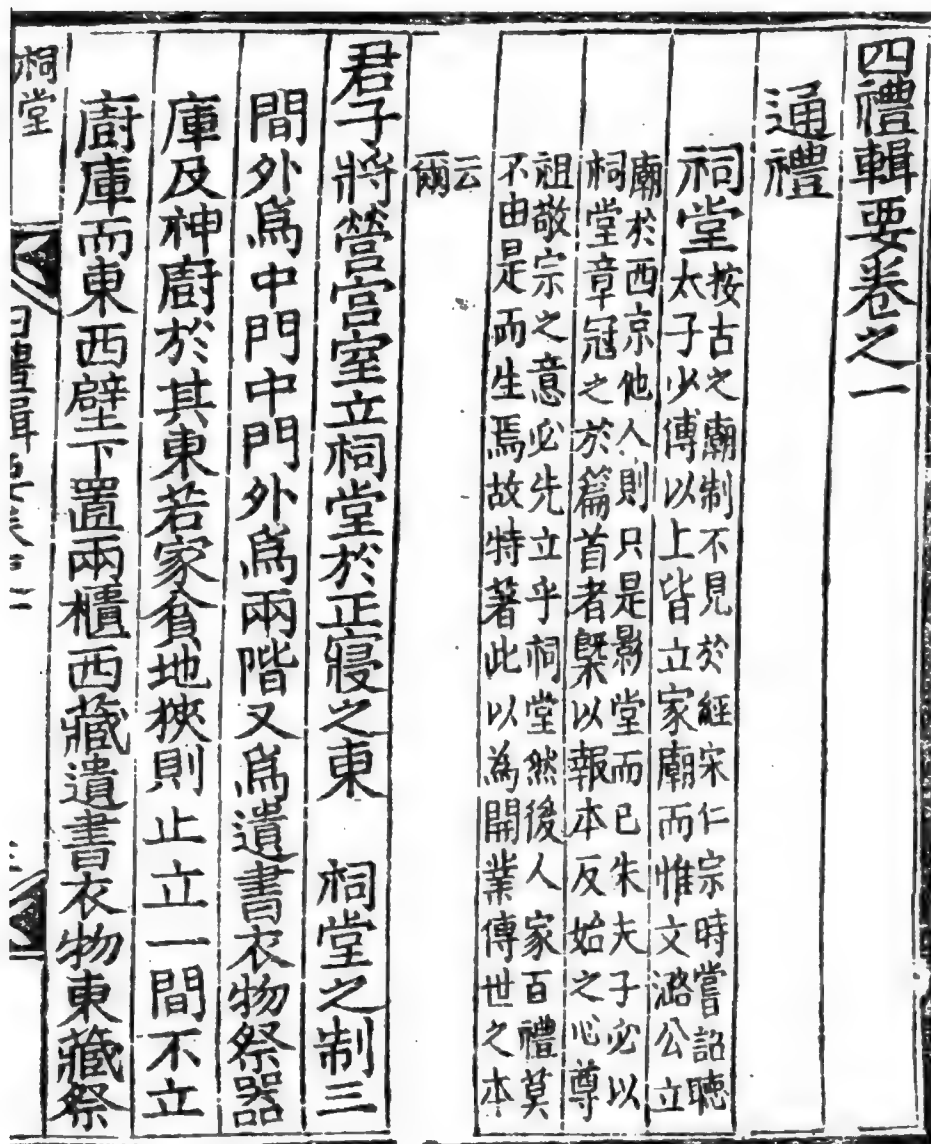 四禮輯要卷之一
通禮
祠堂
按古之廟制不見於經宋仁宗時嘗詔聽
太子少傅以上皆立家廟而惟文潞公立
廟於西京他人則只是影堂而已朱夫子必以
祠堂章冠之於篇首者槩以報本反始之心尊
祖敬宗之意必先立乎祠堂然後人家百禮莫
不由是而生焉故特著此以為開業傳世之本
云
爾
君子將營宮室立祠堂於正寢之東　祠堂之制三
間外爲中門中門外爲兩階又爲遺書衣物祭器
庫及神廚於其東若家貧地狹則止立一間不立
廚庫而東西壁下置兩櫃西藏遺書衣物東藏祭
祠堂
四禮輯要卷之一